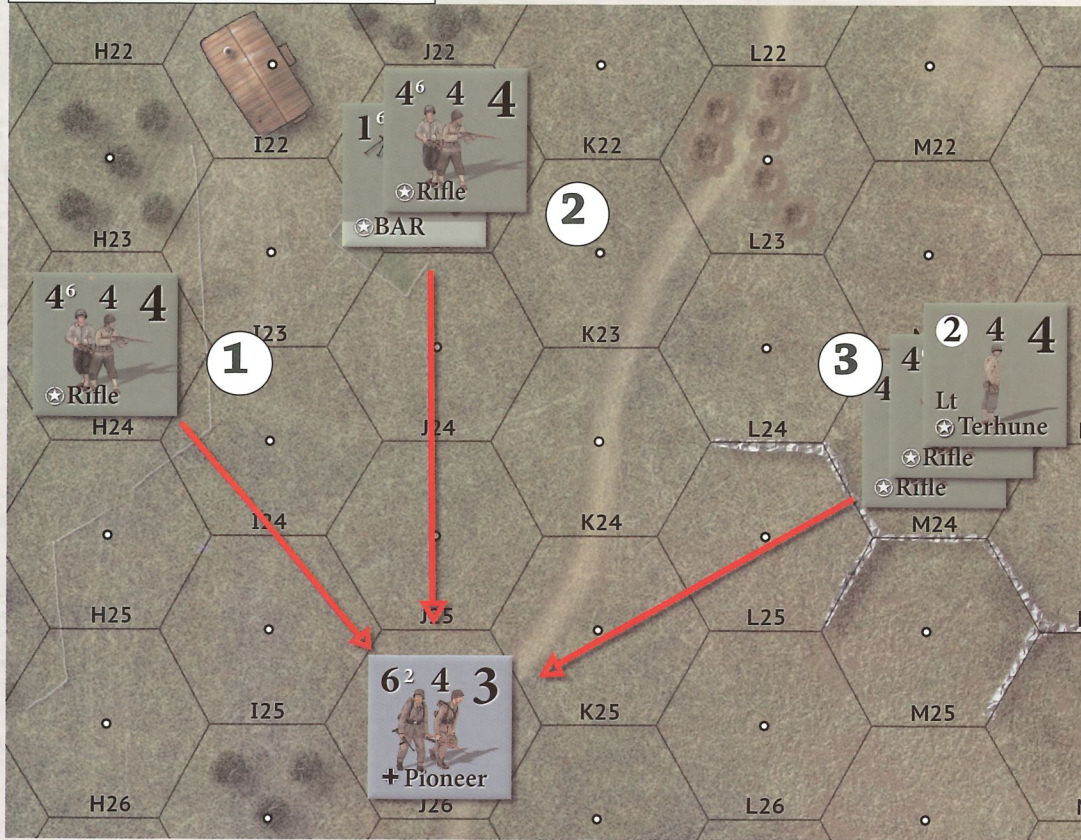 H22
J22
L22
4⁶ 4 4
1⁶
Rifle
BAR
I22
K22
M22
2
H23
L23
4⁶ 4 4
Rifle
I23
1
K23
3
2 4 4
Lt
Terhune
4
Rifle
4
Rifle
H24
J24
L24
I24
K24
M24
H25
J25
L25
6² 4 3
Pioneer
I25
K25
M25
H26
J26
L26